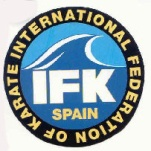 INTERNATIONAL FEDERATION OF KARATE
IFK
SPAIN